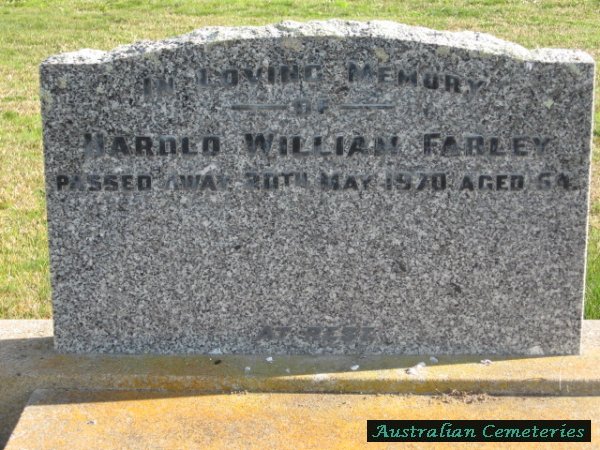 In Loving Memory
OF
Harold William Farley
Passed Away 20th May 1970 Aged 64
At Rest
Australian Cemeteries